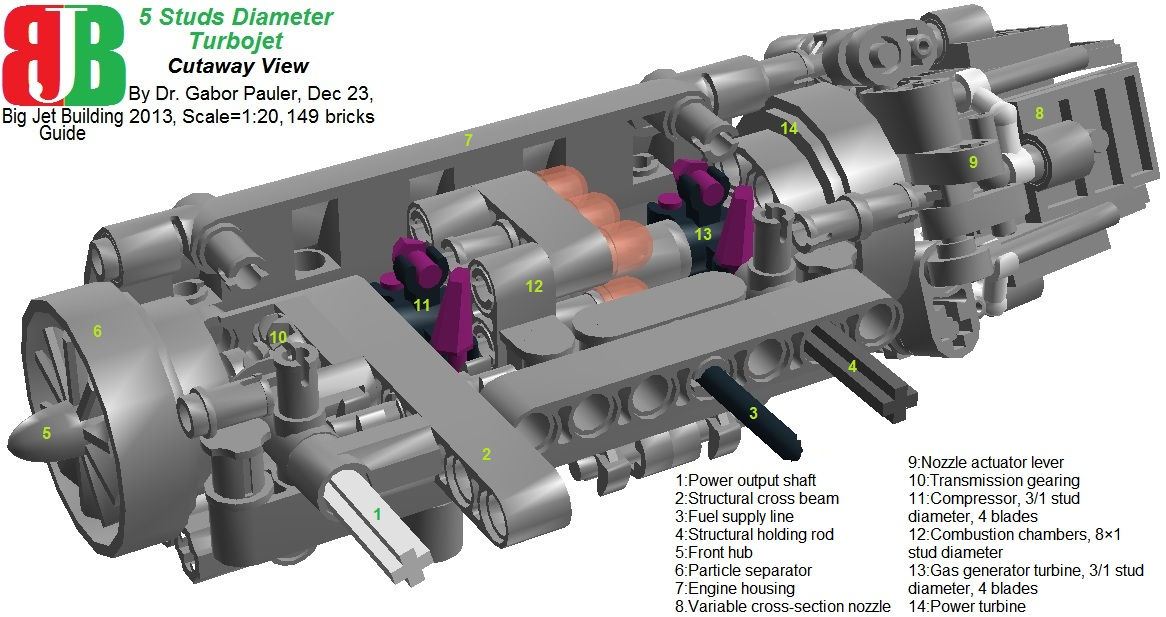 BJB
Big Jet Building
Guide
5 Studs Diameter
Turbojet
Cutaway View
By Dr. Gabor Pauler, Dec 23,
2013, Scale=1:20, 149 bricks
7
14
8
9
13
12
11
6
10
5
4
3
2
1
1:Power output shaft
2:Structural cross beam
3:Fuel supply line
4:Structural holding rod
5:Front hub
6:Particle separator
7:Engine housing
8.Variable cross-section nozzle
9:Nozzle actuator lever
10:Transmission gearing
11:Compressor, 3/1 stud
diameter, 4 blades
12:Combustion chambers, 8×1
stud diameter
13:Gas generator turbine, 3/1 stud
diameter, 4 blades
14:Power turbine